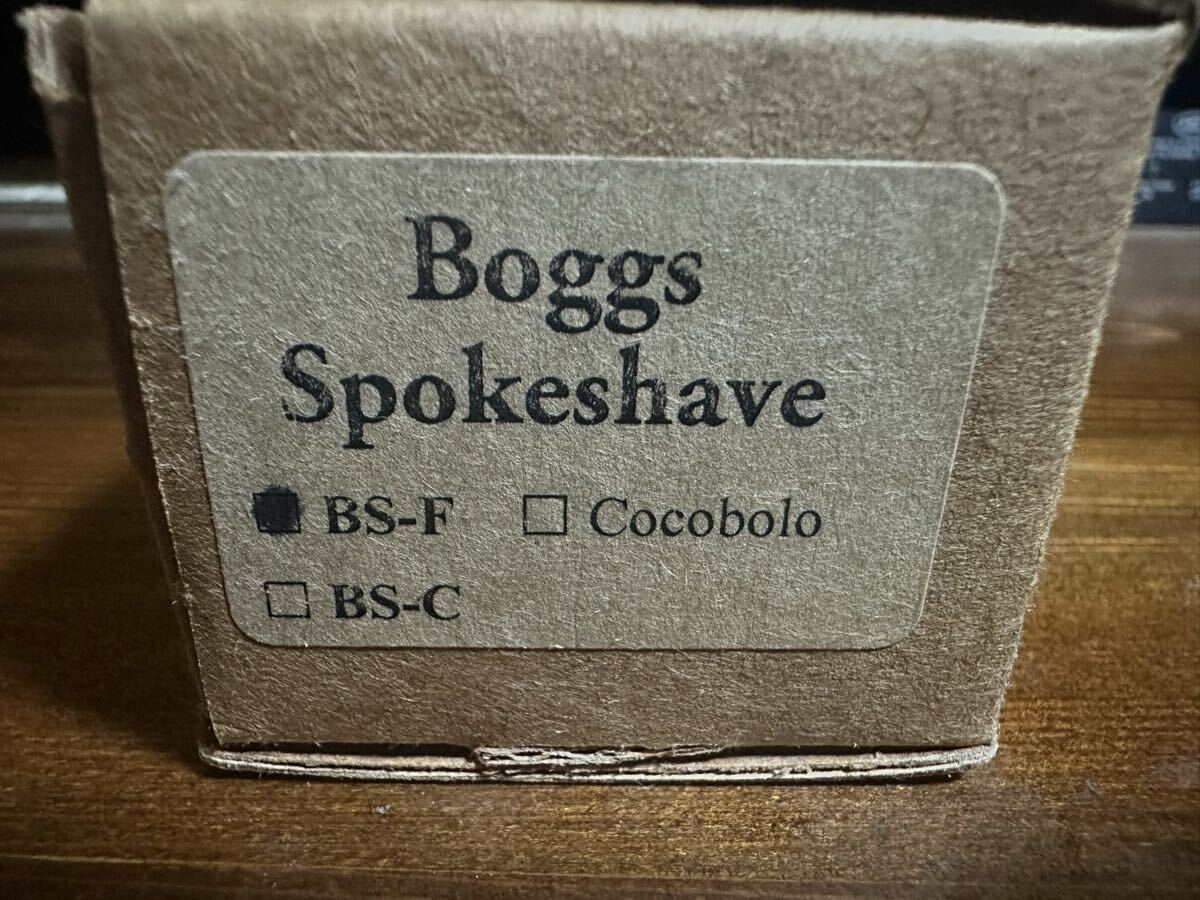 Boggs
Spokeshave
BS-F Cocobolo
BS-C